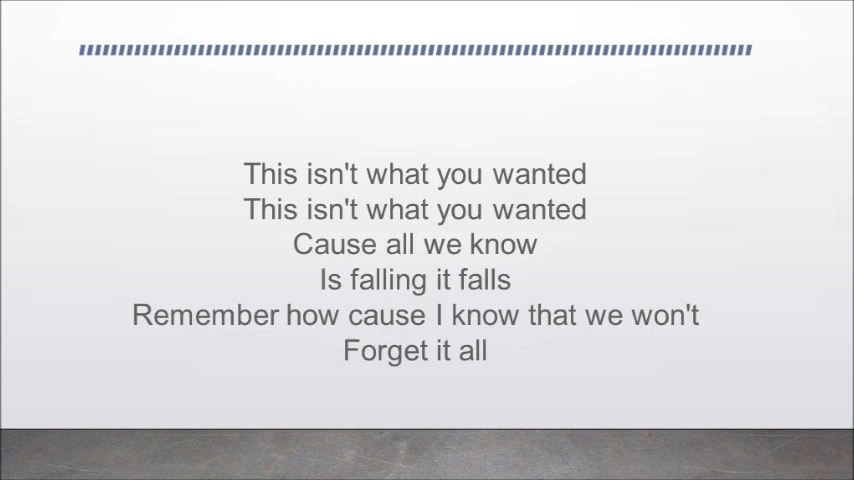 This isn't what you wanted
This isn't what you wanted
Cause all we know
Is falling it falls
Remember how cause I know that we won't
Forget it all